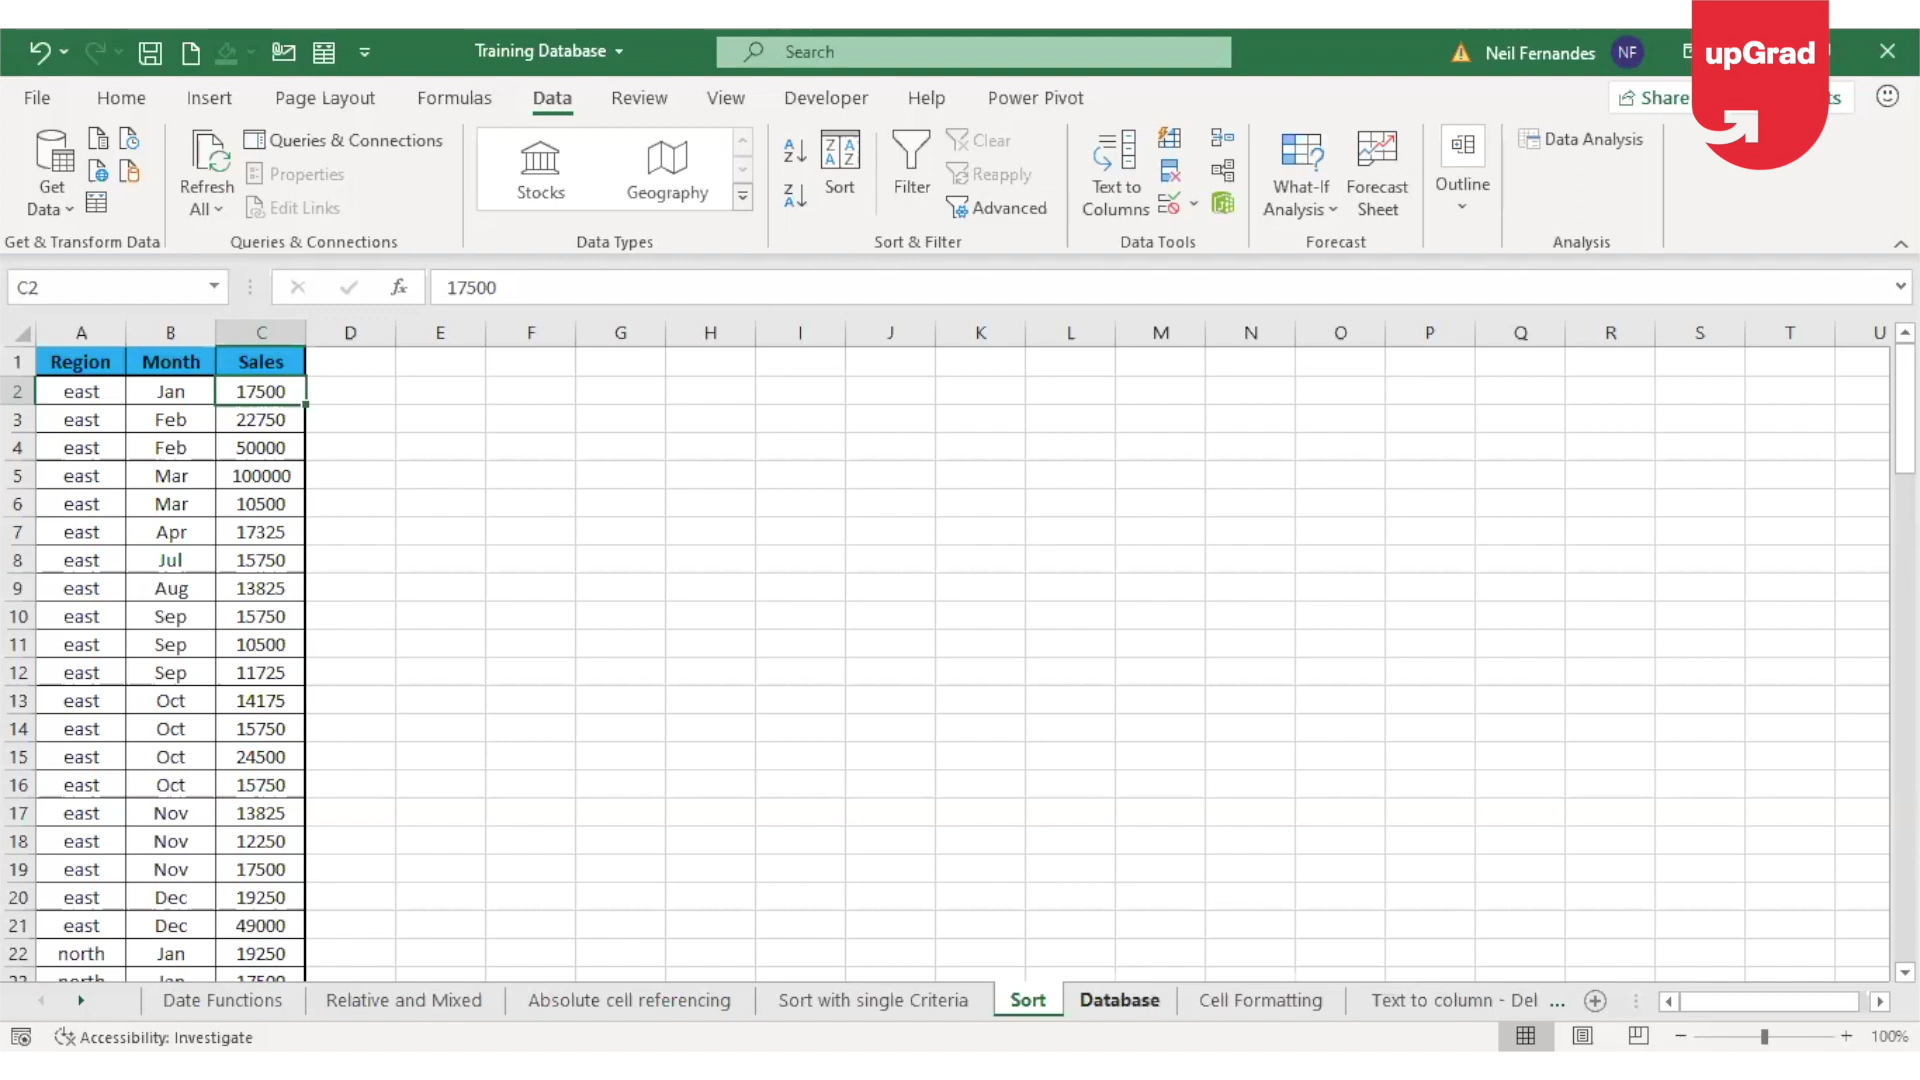 Training Database
Search
Neil Fernandes
NF
upGrad
File Home Insert Page Layout Formulas Data Review View Developer Help Power Pivot
Share
ts
Get Data
Refresh All
Queries & Connections
Properties
Edit Links
Stocks
Geography
Sort
Filter
Clear
Reapply
Advanced
Text to Columns
What-If Analysis
Forecast Sheet
Outline
Data Analysis
Get & Transform Data
Queries & Connections
Data Types
Sort & Filter
Data Tools
Forecast
Analysis
C2
fx
17500
A B C D E F G H I J K L M N O P Q R S T U
1 Region Month Sales
2 east Jan 17500
3 east Feb 22750
4 east Feb 50000
5 east Mar 100000
6 east Mar 10500
7 east Apr 17325
8 east Jul 15750
9 east Aug 13825
10 east Sep 15750
11 east Sep 10500
12 east Sep 11725
13 east Oct 14175
14 east Oct 15750
15 east Oct 24500
16 east Oct 15750
17 east Nov 13825
18 east Nov 12250
19 east Nov 17500
20 east Dec 19250
21 east Dec 49000
22 north Jan 19250
23 north Jan 17500
Date Functions Relative and Mixed Absolute cell referencing Sort with single Criteria Sort Database Cell Formatting Text to column - Del ...
Accessibility: Investigate
100%